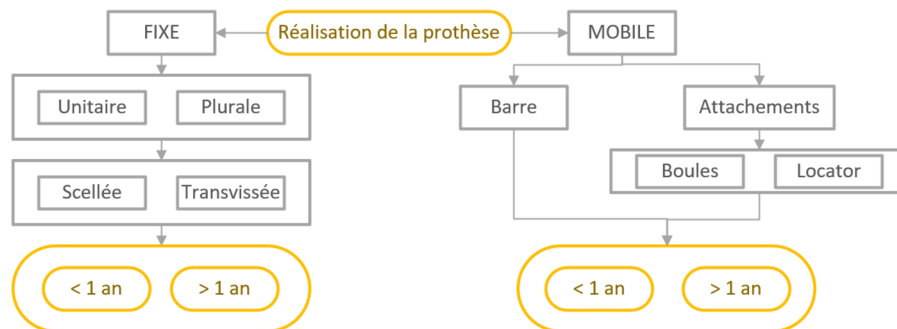 FIXE
Réalisation de la prothèse
MOBILE
Unitaire
Plurale
Barre
Attachements
Scellée
Transvissée
Boules
Locator
< 1 an
> 1 an
< 1 an
> 1 an